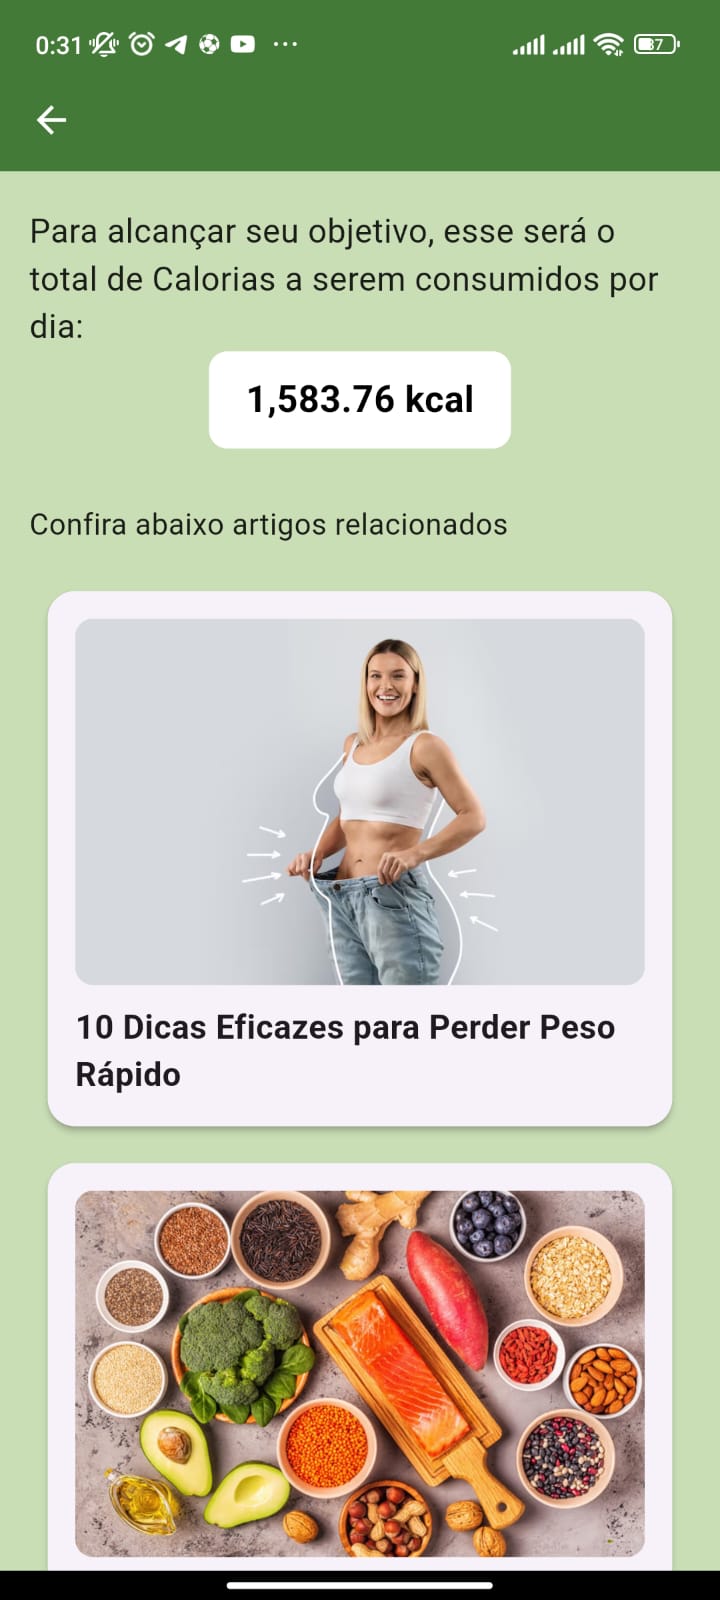 0:31
87
Para alcançar seu objetivo, esse será o
total de Calorias a serem consumidos por
dia:
1,583.76 kcal
Confira abaixo artigos relacionados
10 Dicas Eficazes para Perder Peso
Rápido